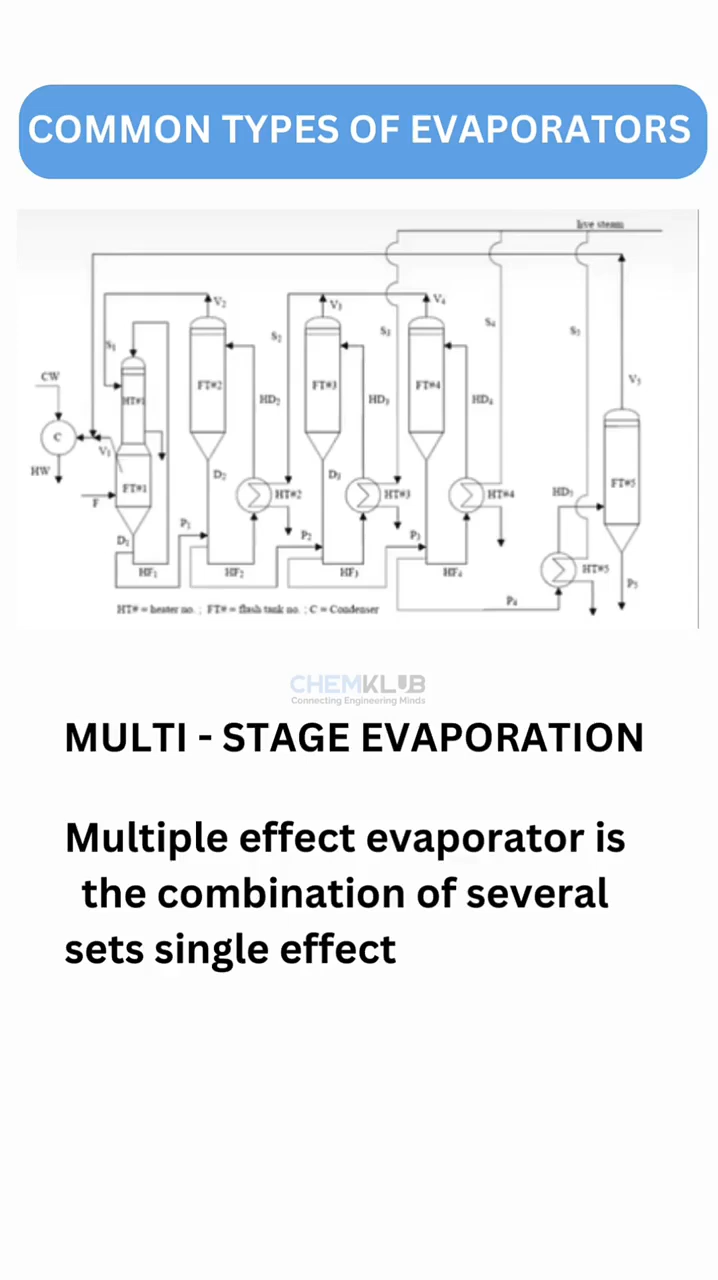 COMMON TYPES OF EVAPORATORS
live steam
V₂
V₃
V₄
S₁
S₂
S₃
S₄
S₅
CW
HT#1
FT#2
FT#3
FT#4
HD₂
HD₃
HD₄
V₅
C
V₁
HW
FT#1
F
D₂
D₃
HT#2
HT#3
HT#4
HD₅
FT#5
P₁
P₂
P₃
D₁
HF₁
HF₂
HF₃
HF₄
HT#5
P₄
P₅
HT# = heater no. ; FT# = flash tank no. ; C = Condenser
CHEMKLUB
Connecting Engineering Minds
MULTI - STAGE EVAPORATION
Multiple effect evaporator is
the combination of several
sets single effect